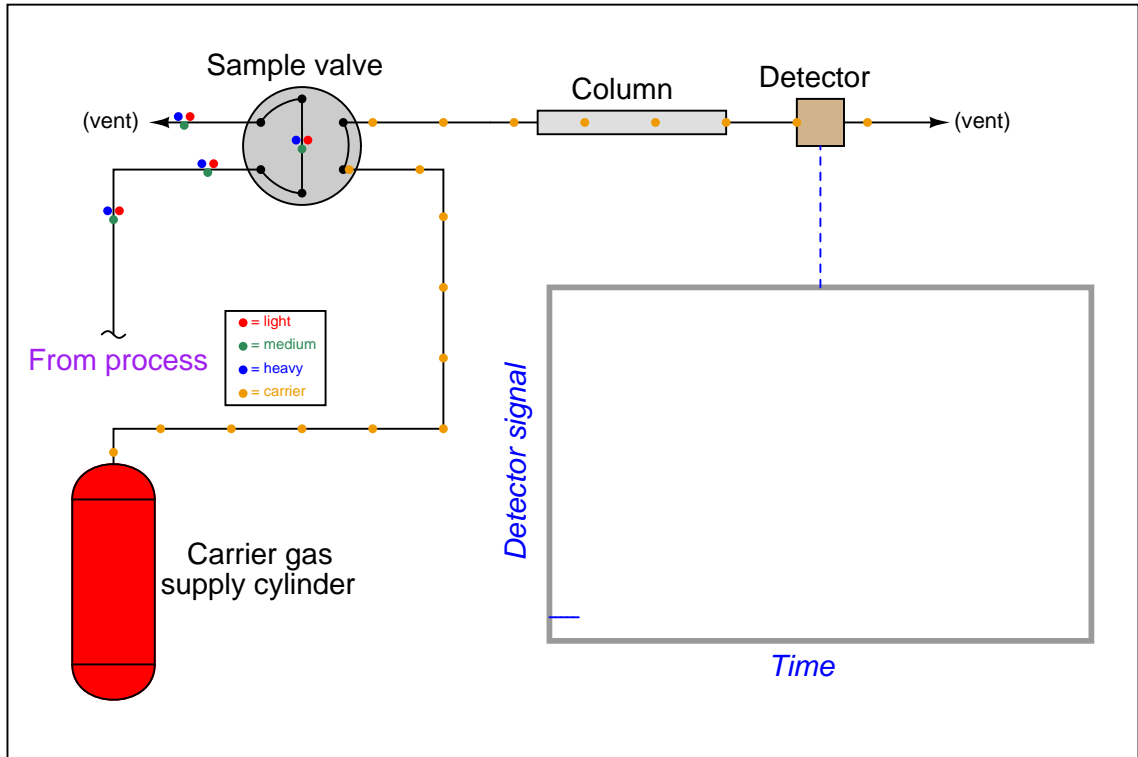 Sample valve
Column
Detector
(vent)
(vent)
= light
= medium
= heavy
= carrier
From process
Detector signal
Carrier gas
supply cylinder
Time